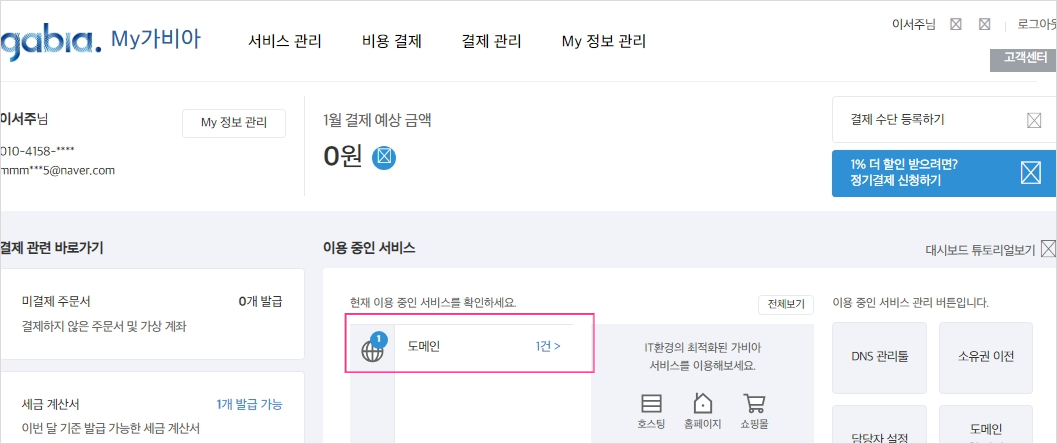 gabia. My가비아
서비스 관리
비용 결제
결제 관리
My 정보 관리
이서주님
로그아웃
고객센터
이서주님
My 정보 관리
010-4158-****
mmm***5@naver.com
1월 결제 예상 금액
0원
결제 수단 등록하기
1% 더 할인 받으려면?
정기결제 신청하기
결제 관련 바로가기
미결제 주문서
0개 발급
결제하지 않은 주문서 및 가상 계좌
세금 계산서
1개 발급 가능
이번 달 기준 발급 가능한 세금 계산서
이용 중인 서비스
대시보드 튜토리얼보기
현재 이용 중인 서비스를 확인하세요.
전체보기
1
도메인
1건 >
IT환경의 최적화된 가비아
서비스를 이용해보세요.
호스팅
홈페이지
쇼핑몰
이용 중인 서비스 관리 버튼입니다.
DNS 관리툴
소유권 이전
담당자 설정
도메인